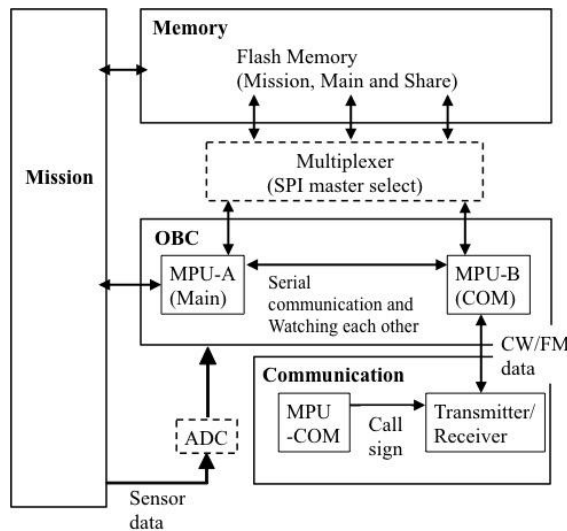 Memory
Flash Memory
(Mission, Main and Share)
Multiplexer
(SPI master select)
Mission
OBC
MPU-A
(Main)
Serial
communication and
Watching each other
MPU-B
(COM)
CW/FM
data
Communication
MPU
-COM
Call
sign
Transmitter/
Receiver
ADC
Sensor
data